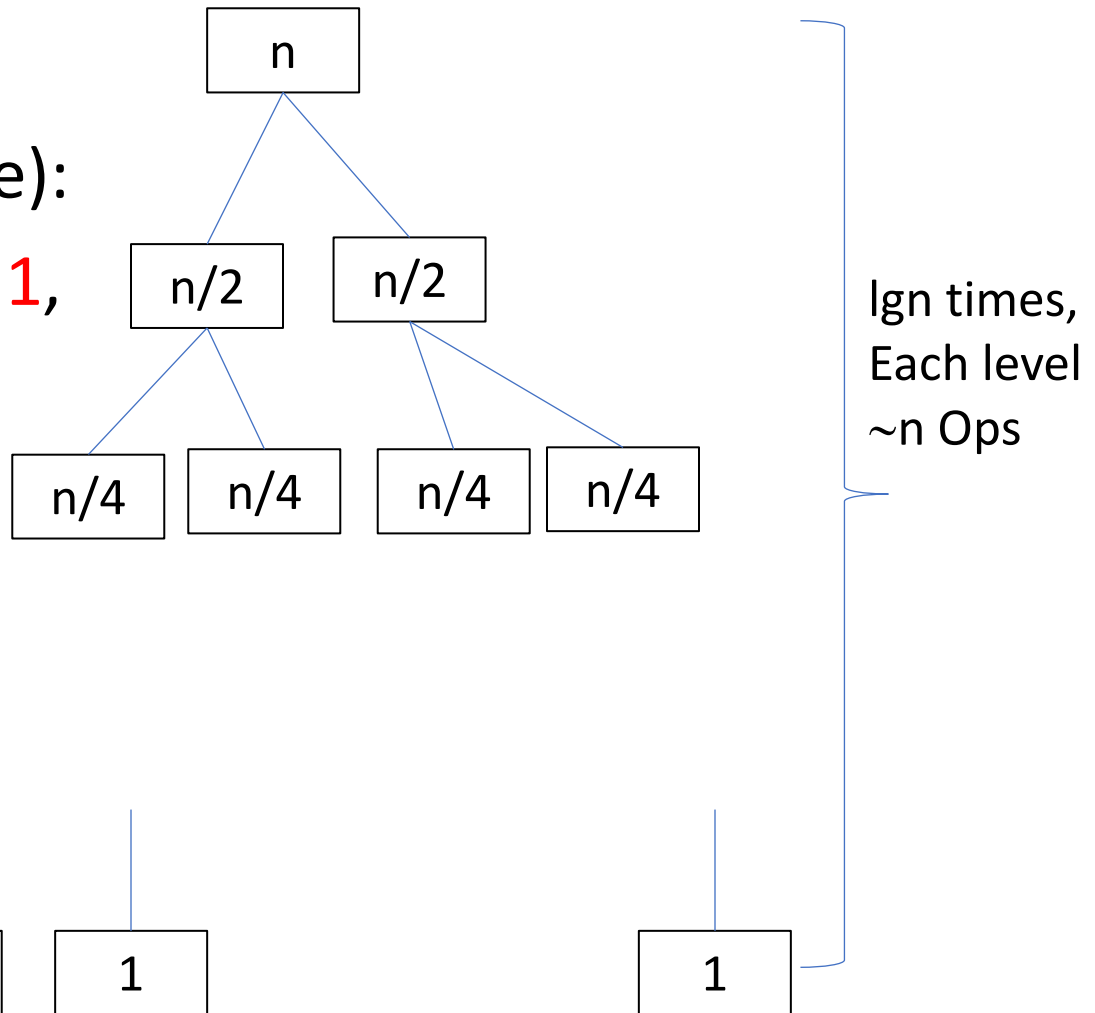 n
e):
1,
n/2
n/2
lgn times,
Each level
~n Ops
n/4
n/4
n/4
n/4
1
1